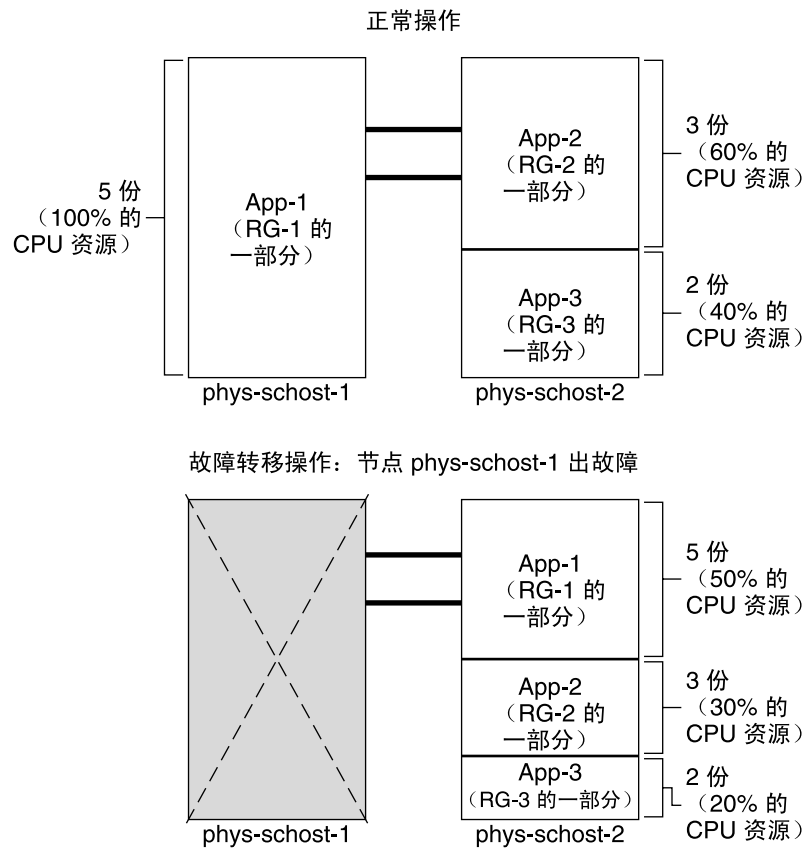 正常操作
5 份
（100% 的
CPU 资源）
App-1
（RG-1 的
一部分）
App-2
（RG-2 的
一部分）
3 份
（60% 的
CPU 资源）
App-3
（RG-3 的
一部分）
2 份
（40% 的
CPU 资源）
phys-schost-1
phys-schost-2
故障转移操作：节点 phys-schost-1 出故障
App-1
（RG-1 的
一部分）
5 份
（50% 的
CPU 资源）
App-2
（RG-2 的
一部分）
3 份
（30% 的
CPU 资源）
App-3
（RG-3 的一部分）
2 份
（20% 的
CPU 资源）
phys-schost-1
phys-schost-2